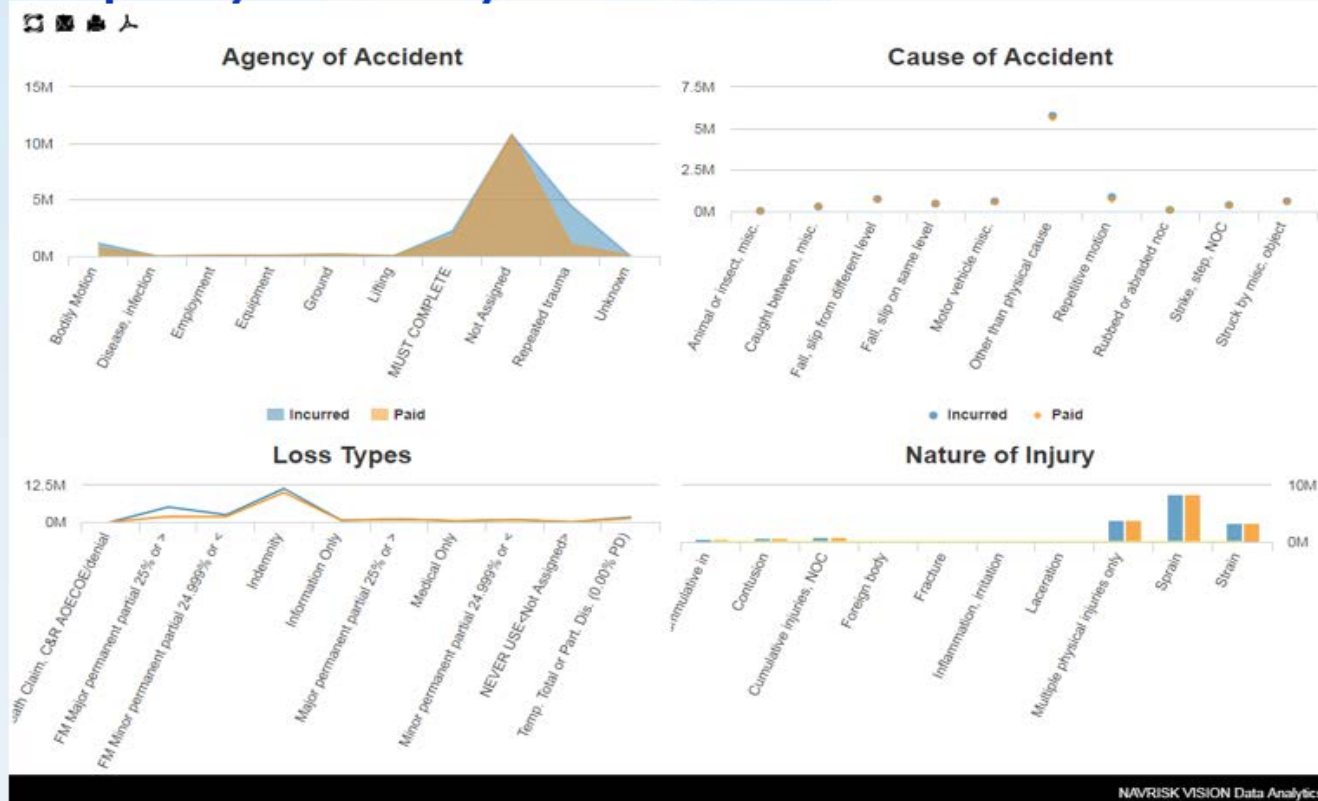 Agency of Accident
15M
10M
5M
0M
Bodily Motion
Disease, infection
Employment
Equipment
Ground
Lifting
MUST COMPLETE
Not Assigned
Repeated trauma
Unknown
Incurred Paid
Cause of Accident
7.5M
5M
2.5M
0M
Animal or insect, misc.
Caught between, misc.
Fall, slip from different level
Fall, slip on same level
Motor vehicle misc.
Other than physical cause
Repetitive motion
Rubbed or abraded noc
Strike, step, NOC
Struck by misc. object
Incurred Paid
Loss Types
12.5M
0M
Claim, C&R AOECOE/denial
FM Major permanent partial 25% or >
FM Minor permanent partial 24.999% or <
Indemnity
Information Only
Major permanent partial 25% or >
Medical Only
Minor permanent partial 24.999% or <
NEVER USE<Not Assigned>
Temp. Total or Part. Dis. (0.00% PD)
Nature of Injury
10M
0M
in
Contusion
Cumulative injuries, NOC
Foreign body
Fracture
Inflammation, irritation
Laceration
Multiple physical injuries only
Sprain
Strain
NAVRISK VISION Data Analytics